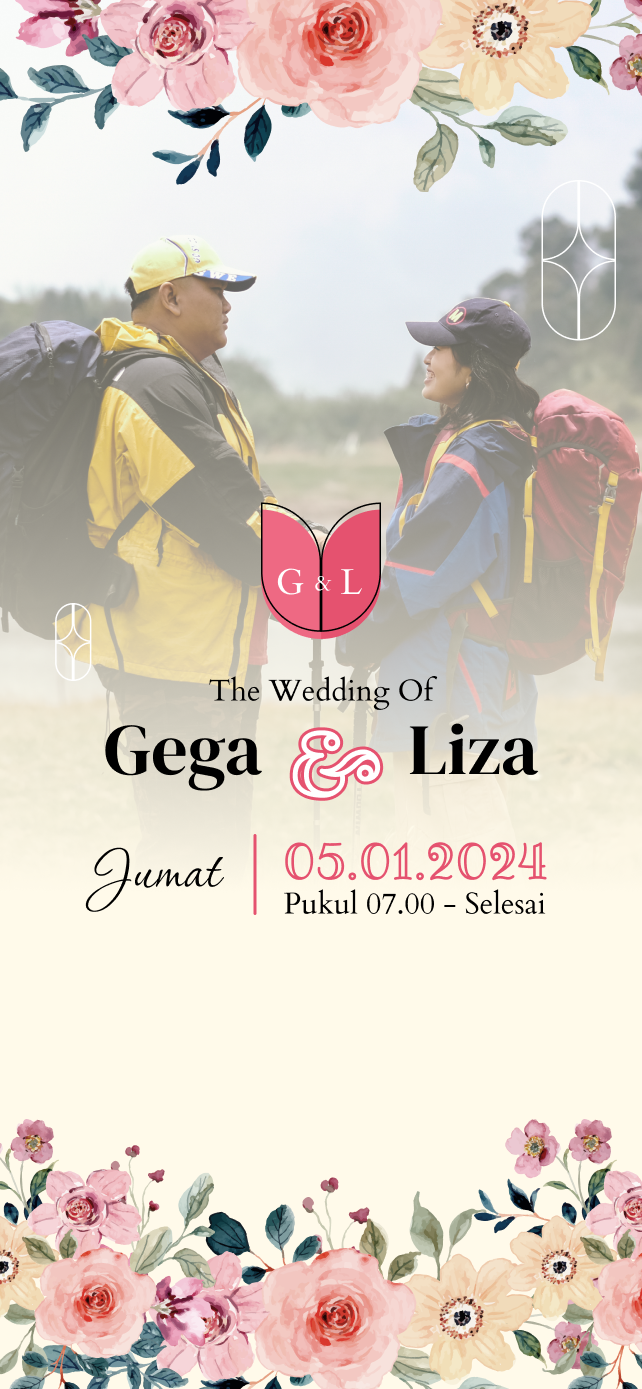 G & L
The Wedding Of
Gega & Liza
Jumat
05.01.2024
Pukul 07.00 - Selesai